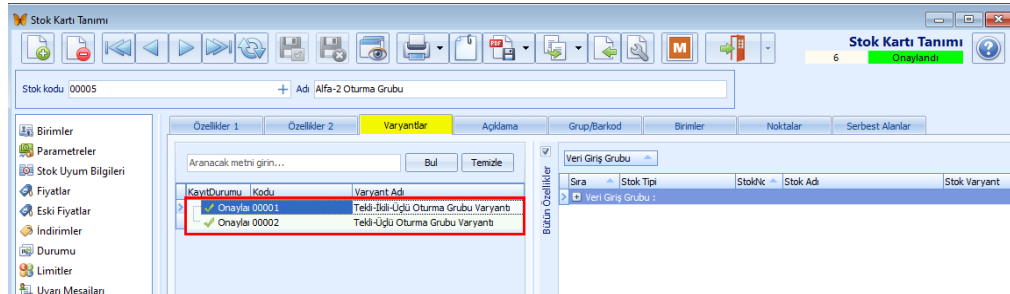 Stok Kartı Tanımı
Stok Kartı Tanımı
6 Onaylandı
Stok kodu 00005 Adı Alfa-2 Oturma Grubu
Birimler
Parametreler
Stok Uyum Bilgileri
Fiyatlar
Eski Fiyatlar
İndirimler
Durumu
Limitler
Uyarı Mesajları
Özellikler 1 Özellikler 2 Varyantlar Açıklama Grup/Barkod Birimler Noktalar Serbest Alanlar
Aranacak metni girin... Bul Temizle
KayıtDurumu Kodu Varyant Adı
Onaylaı 00001 Tekli-İkili-Üçlü Oturma Grubu Varyantı
Onaylaı 00002 Tekli-Üçlü Oturma Grubu Varyantı
Bütün Özellikler
Veri Giriş Grubu
Sıra Stok Tipi StokNc Stok Adı Stok Varyant
Veri Giriş Grubu :